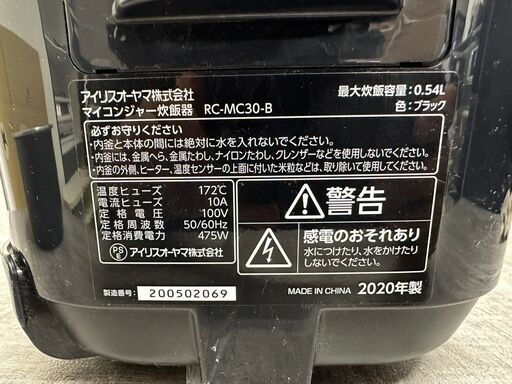 アイリスオーヤマ株式会社
マイコンジャー炊飯器 RC-MC30-B
最大炊飯容量:0.54L
色:ブラック
必ずお守りください
・内釜と本体の間には絶対に水を入れないでください。
・内釜には、金属へら、金属たわし、ナイロンたわし、クレンザーなどを使用しないでください。
・内釜の外側、ヒーター、温度センサーの上面に付いた米粒などは、取り除いて使用してください。
温度ヒューズ 172℃
電流ヒューズ 10A
定格電圧 100V
定格周波数 50/60Hz
定格消費電力 475W
PS E アイリスオーヤマ株式会社
警告
感電のおそれあり
水につけたり、水をかけたり
しないでください。
製造番号: 200502069
MADE IN CHINA 2020年製